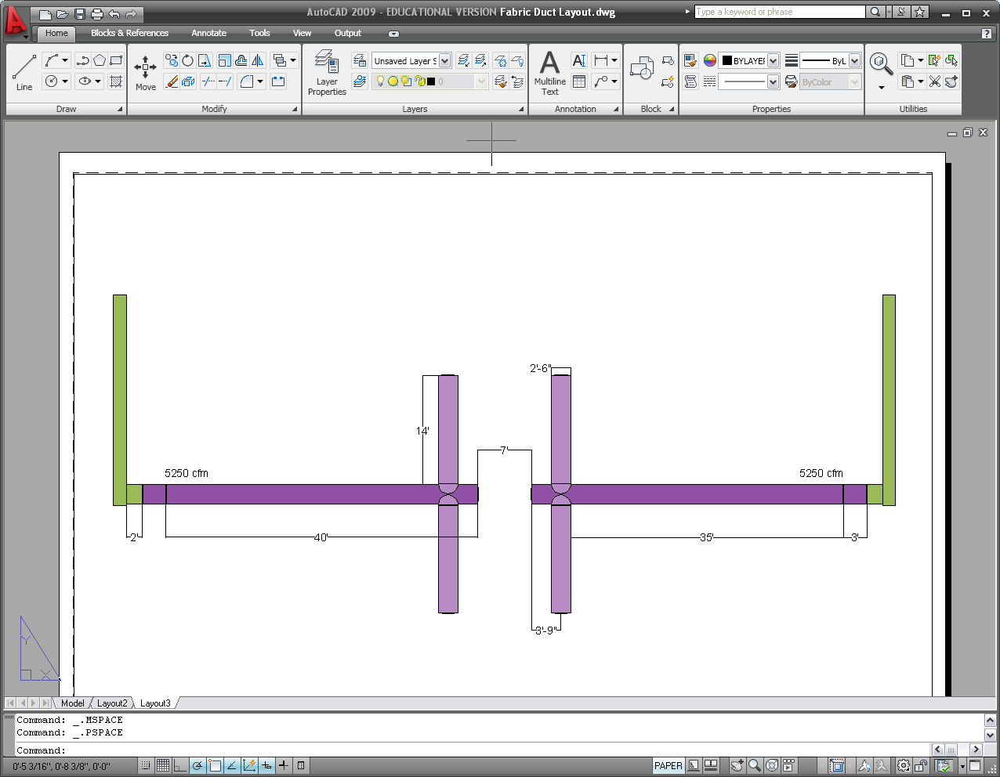 AutoCAD 2009 - EDUCATIONAL VERSION Fabric Duct Layout.dwg
Type a keyword or phrase
Home Blocks & References Annotate Tools View Output
Line
Move
Layer Properties
Unsaved Layer S
0
A
Multiline Text
BYLAYER
ByL
ByColor
Draw Modify Layers Annotation Block Properties Utilities
2'-6"
14'
7'
5250 cfm 5250 cfm
2' 40' 35' 3'
3'-9"
Y
X
Model Layout2 Layout3
Command: _.MSPACE
Command: _.PSPACE
Command:
0'-5 3/16", 0'-8 3/8", 0'-0"
PAPER